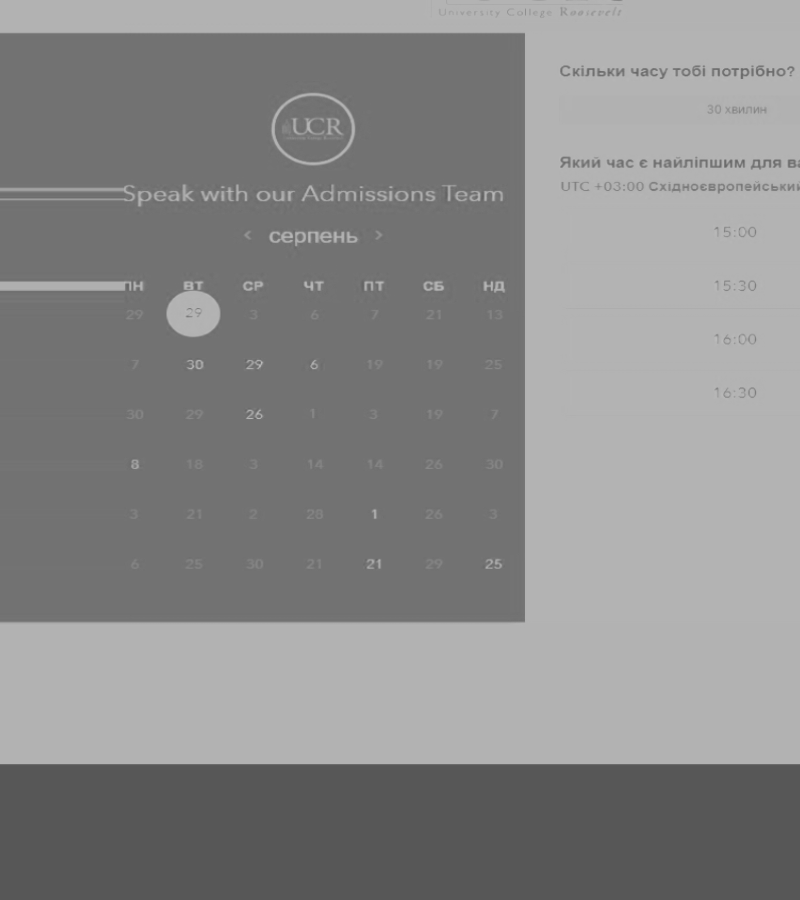 University College Roosevelt
UCR
Speak with our Admissions Team
< серпень >
ПН ВТ СР ЧТ ПТ СБ НД
29 29 3 6 7 21 13
7 30 29 6 19 19 25
30 29 26 1 3 19 7
8 18 3 14 14 26 30
3 21 2 28 1 26 3
6 25 30 21 21 29 25
Скільки часу тобі потрібно?
30 хвилин
Який час є найліпшим для
UTC +03:00
15:00
15:30
16:00
16:30